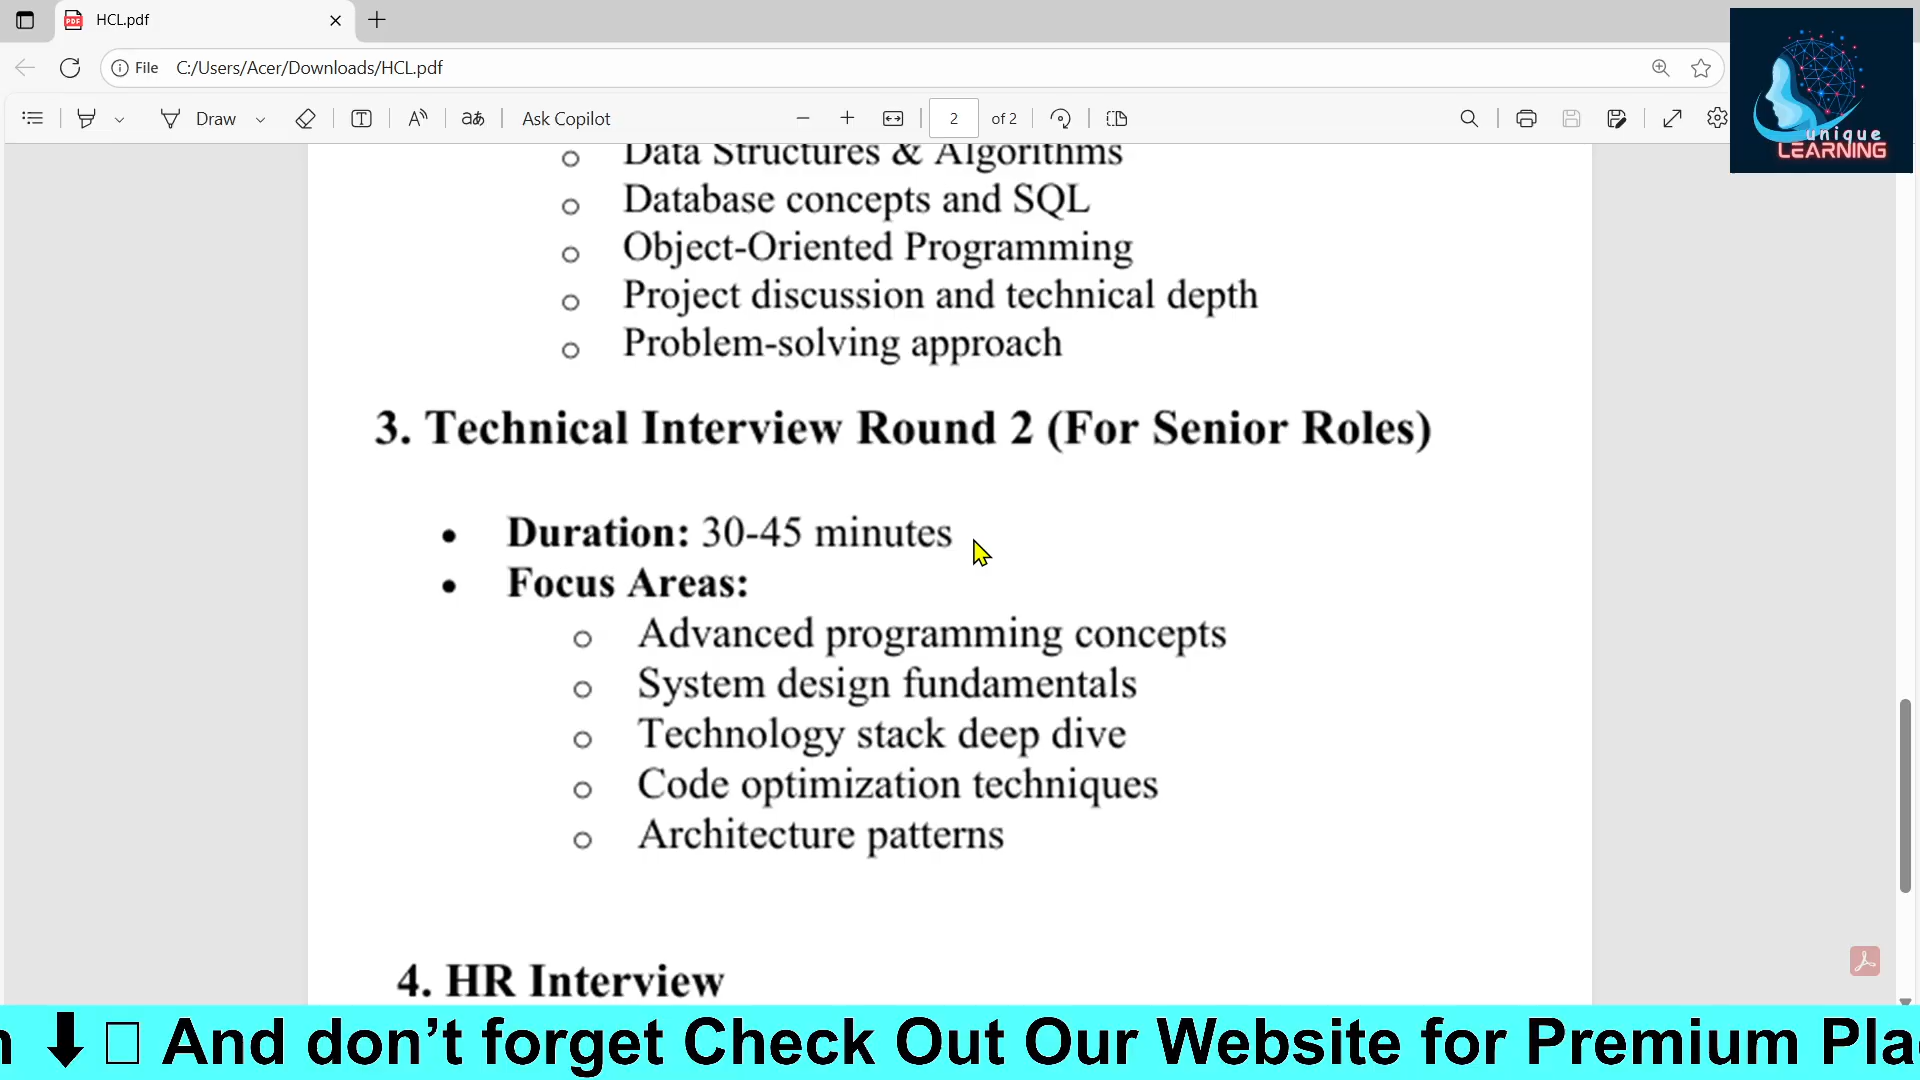 HCL.pdf
File C:/Users/Acer/Downloads/HCL.pdf
Draw aあ Ask Copilot 2 of 2
unique
LEARNING
Data Structures & Algorithms
Database concepts and SQL
Object-Oriented Programming
Project discussion and technical depth
Problem-solving approach
3. Technical Interview Round 2 (For Senior Roles)
Duration: 30-45 minutes
Focus Areas:
Advanced programming concepts
System design fundamentals
Technology stack deep dive
Code optimization techniques
Architecture patterns
4. HR Interview
And don’t forget Check Out Our Website for Premium